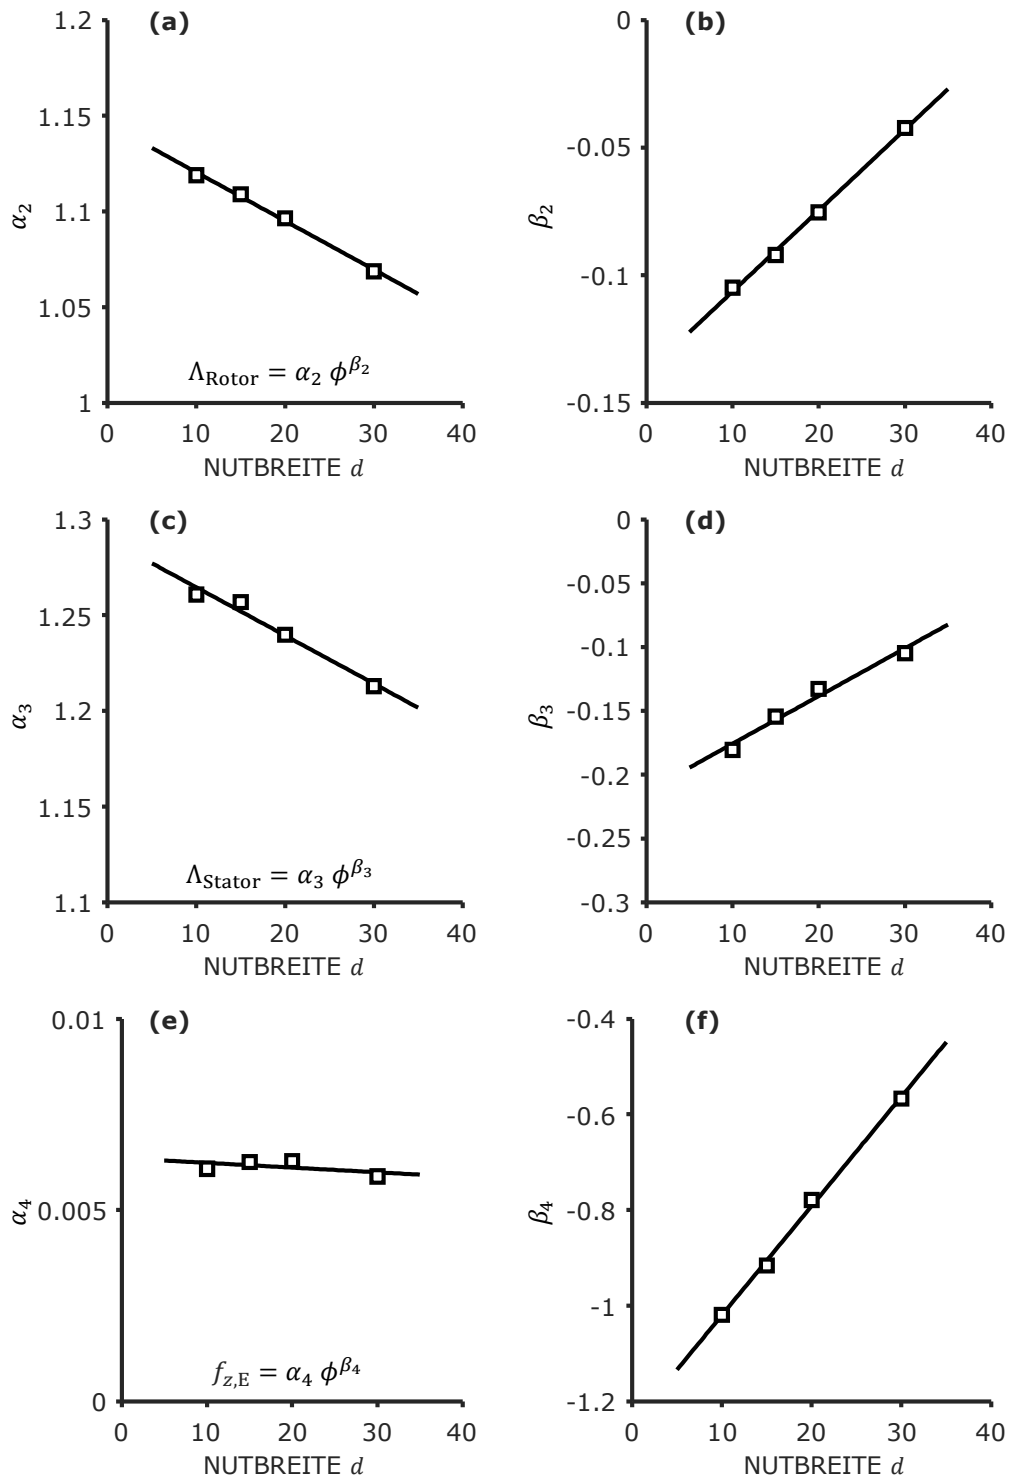 (a)
1.2
1.15
1.1
1.05
1
α₂
Λ_Rotor = α₂ ϕ^β₂
0 10 20 30 40
NUTBREITE d
(b)
0
-0.05
-0.1
-0.15
β₂
0 10 20 30 40
NUTBREITE d
(c)
1.3
1.25
1.2
1.15
1.1
α₃
Λ_Stator = α₃ ϕ^β₃
0 10 20 30 40
NUTBREITE d
(d)
0
-0.05
-0.1
-0.15
-0.2
-0.25
-0.3
β₃
0 10 20 30 40
NUTBREITE d
(e)
0.01
0.005
0
α₄
f_z,E = α₄ ϕ^β₄
0 10 20 30 40
NUTBREITE d
(f)
-0.4
-0.6
-0.8
-1
-1.2
β₄
0 10 20 30 40
NUTBREITE d